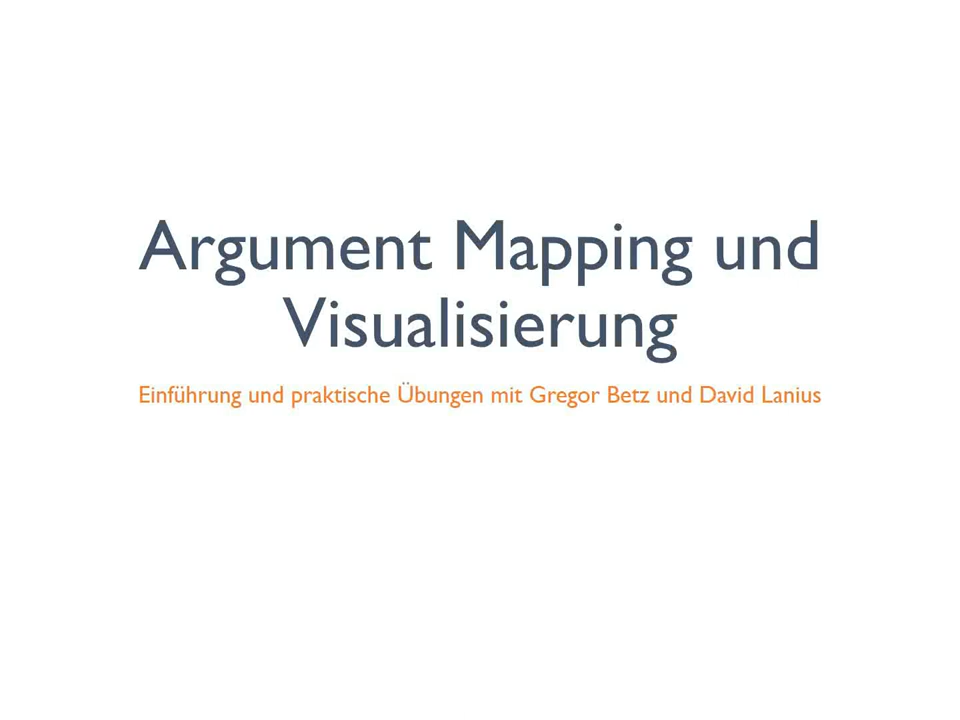 Argument Mapping und
Visualisierung
Einführung und praktische Übungen mit Gregor Betz und David Lanius